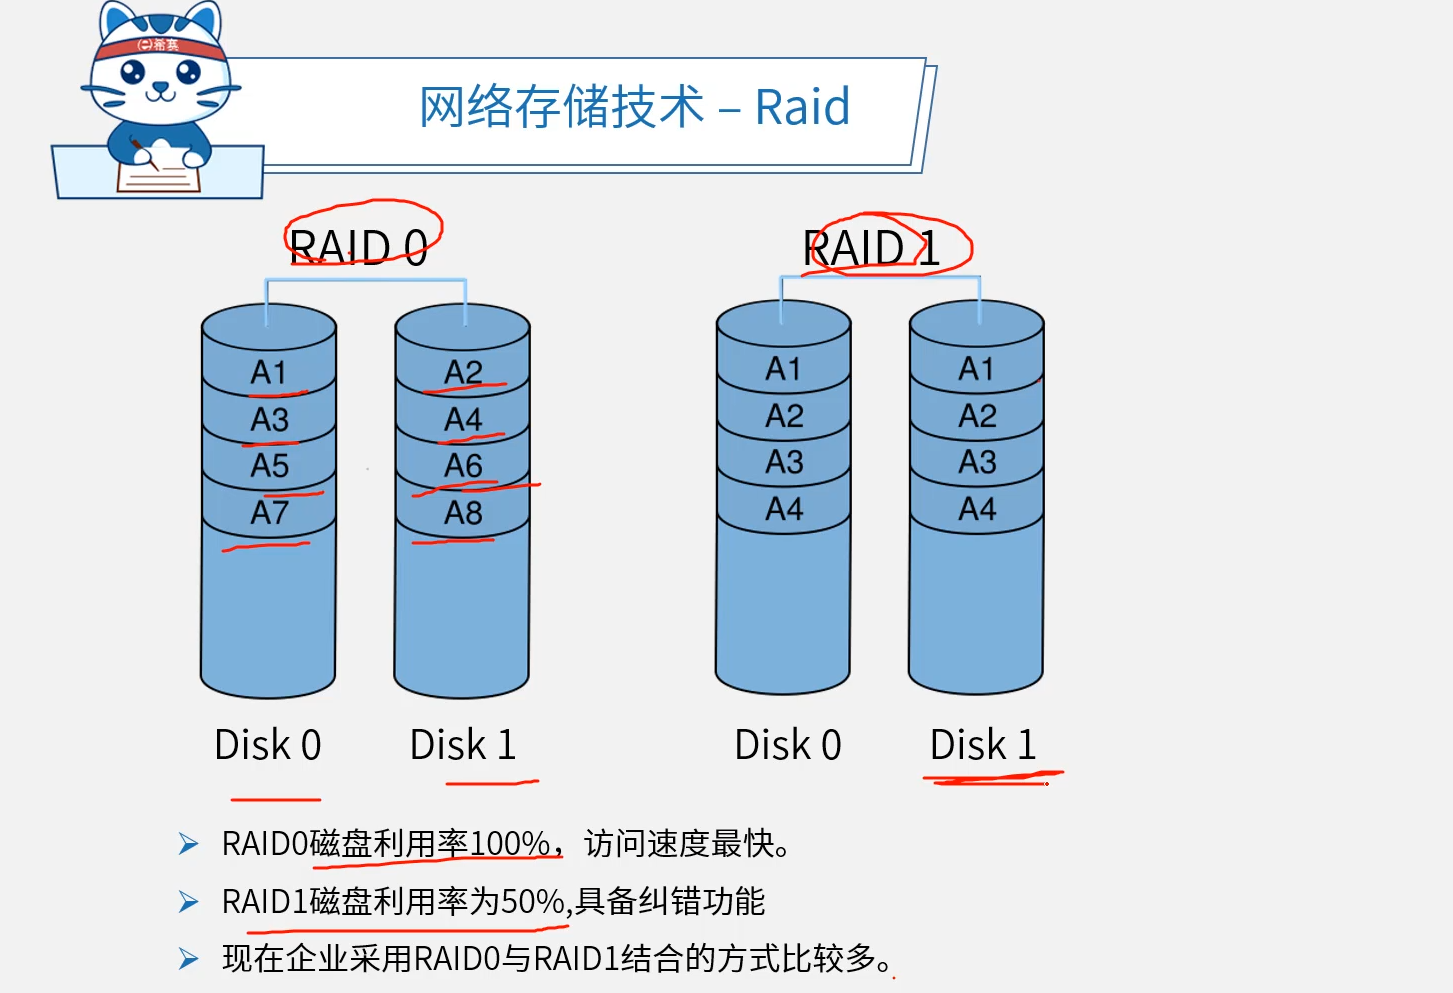 希赛
网络存储技术 – Raid
RAID 0
RAID 1
A1
A2
A3
A4
A5
A6
A7
A8
A1
A1
A2
A2
A3
A3
A4
A4
Disk 0
Disk 1
Disk 0
Disk 1
RAID0磁盘利用率100%，访问速度最快。
RAID1磁盘利用率为50%,具备纠错功能
现在企业采用RAID0与RAID1结合的方式比较多。